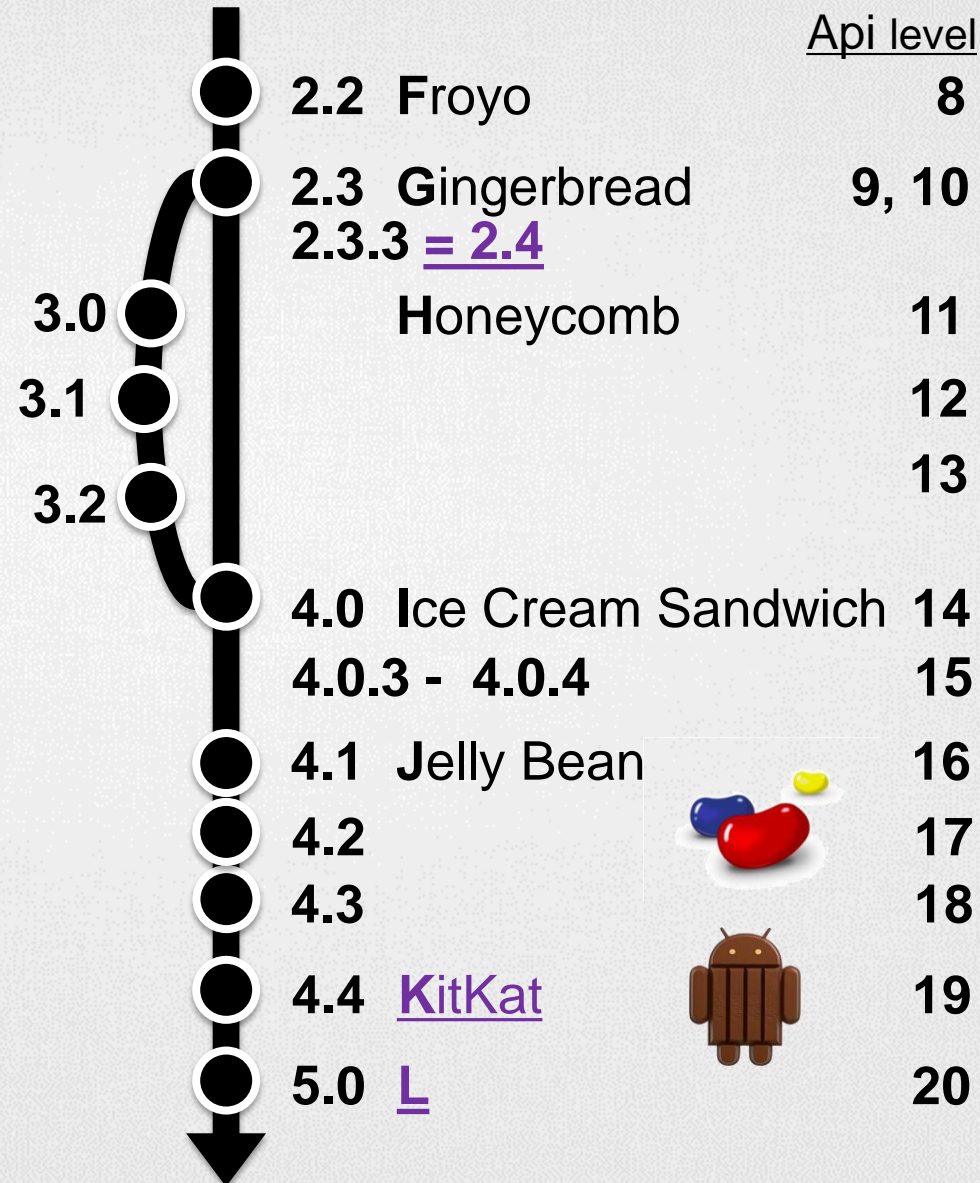 Api level
2.2 Froyo 8
2.3 Gingerbread 9, 10
2.3.3 = 2.4
3.0 Honeycomb 11
3.1 12
3.2 13
4.0 Ice Cream Sandwich 14
4.0.3 - 4.0.4 15
4.1 Jelly Bean 16
4.2 17
4.3 18
4.4 KitKat 19
5.0 L 20